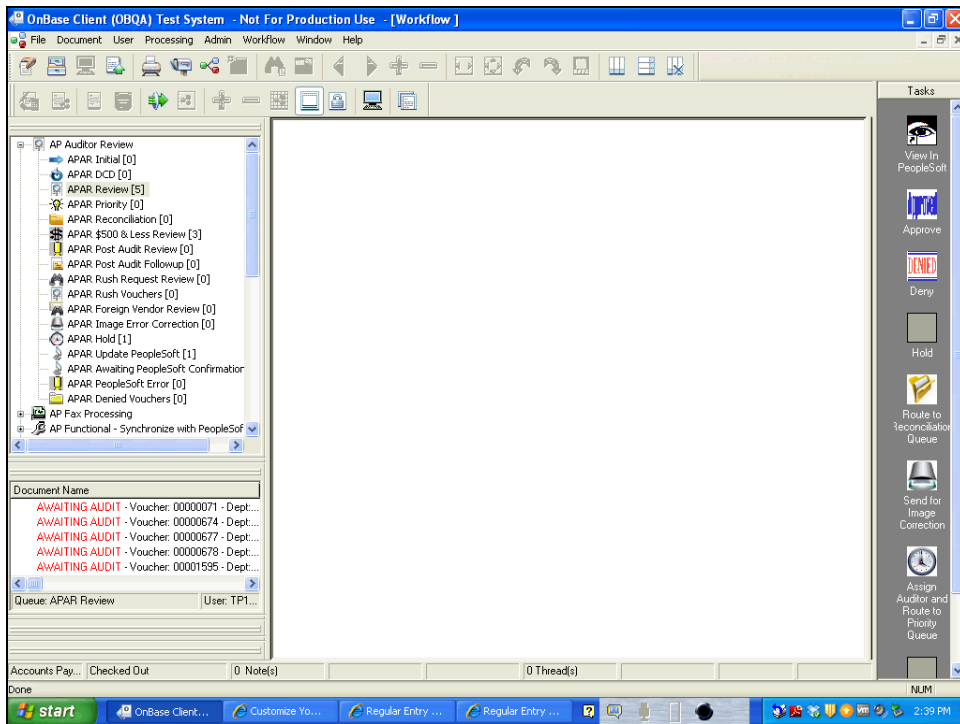 OnBase Client (OBQA) Test System - Not For Production Use - [Workflow ]
File Document User Processing Admin Workflow Window Help
Tasks
AP Auditor Review
APAR Initial [0]
APAR DCD [0]
APAR Review [5]
APAR Priority [0]
APAR Reconciliation [0]
APAR $500 & Less Review [3]
APAR Post Audit Review [0]
APAR Post Audit Followup [0]
APAR Rush Request Review [0]
APAR Rush Vouchers [0]
APAR Foreign Vendor Review [0]
APAR Image Error Correction [0]
APAR Hold [1]
APAR Update PeopleSoft [1]
APAR Awaiting PeopleSoft Confirmation
APAR PeopleSoft Error [0]
APAR Denied Vouchers [0]
AP Fax Processing
AP Functional - Synchronize with PeopleSof
Document Name
AWAITING AUDIT - Voucher: 00000071 - Dept:...
AWAITING AUDIT - Voucher: 00000674 - Dept:...
AWAITING AUDIT - Voucher: 00000677 - Dept:...
AWAITING AUDIT - Voucher: 00000678 - Dept:...
AWAITING AUDIT - Voucher: 00001595 - Dept:...
Queue: APAR Review User: TP1...
View In
PeopleSoft
Approved
Approve
DENIED
Deny
Hold
Route to
Reconciliation
Queue
Send for
Image
Correction
Assign
Auditor and
Route to
Priority
Queue
Accounts Pay... Checked Out 0 Note(s) 0 Thread(s)
Done NUM
start OnBase Client... Customize Yo... Regular Entry ... Regular Entry ... 2:39 PM